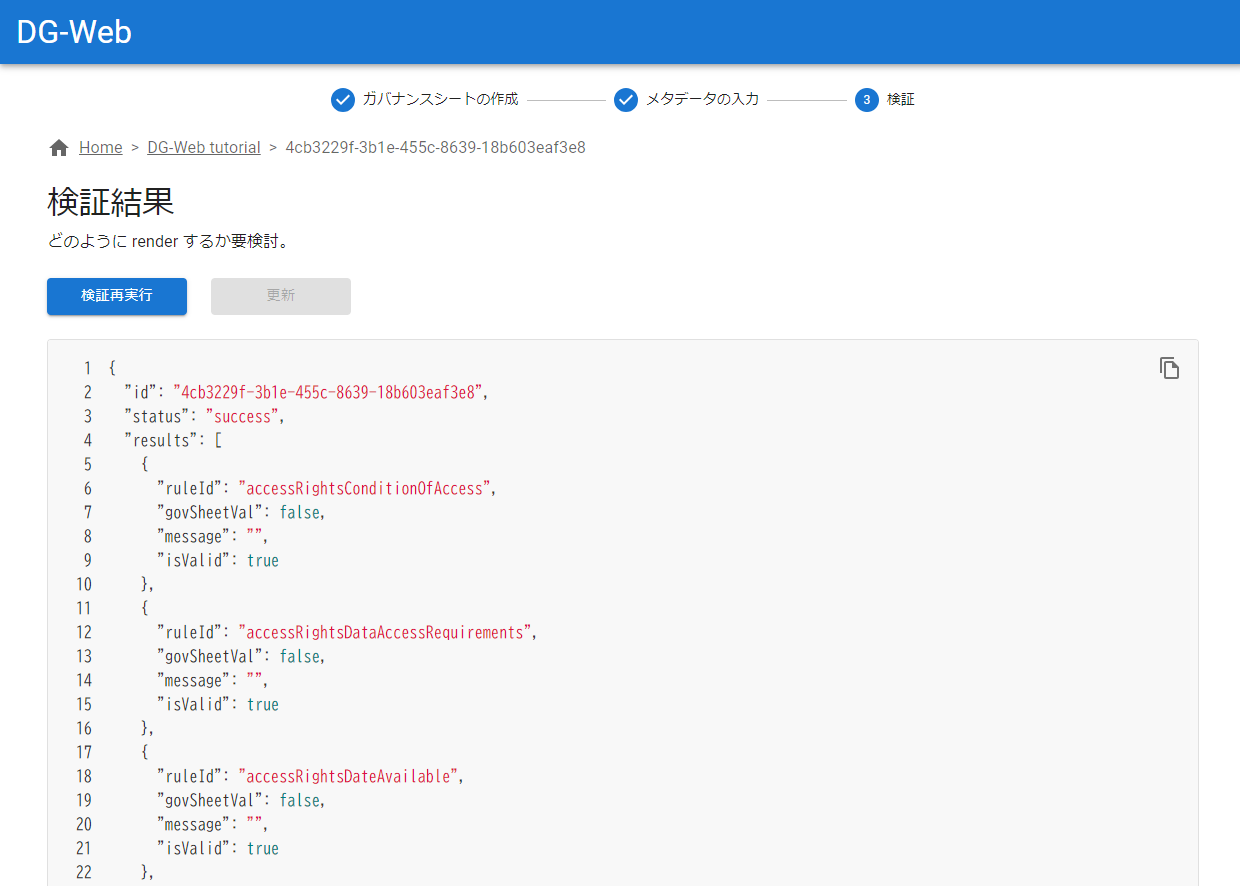 DG-Web
ガバナンスシートの作成 メタデータの入力 3 検証
Home > DG-Web tutorial > 4cb3229f-3b1e-455c-8639-18b603eaf3e8
検証結果
どのように render するか要検討。
検証再実行 更新
1 {
2 "id": "4cb3229f-3b1e-455c-8639-18b603eaf3e8",
3 "status": "success",
4 "results": [
5 {
6 "ruleId": "accessRightsConditionOfAccess",
7 "govSheetVal": false,
8 "message": "",
9 "isValid": true
10 },
11 {
12 "ruleId": "accessRightsDataAccessRequirements",
13 "govSheetVal": false,
14 "message": "",
15 "isValid": true
16 },
17 {
18 "ruleId": "accessRightsDateAvailable",
19 "govSheetVal": false,
20 "message": "",
21 "isValid": true
22 },